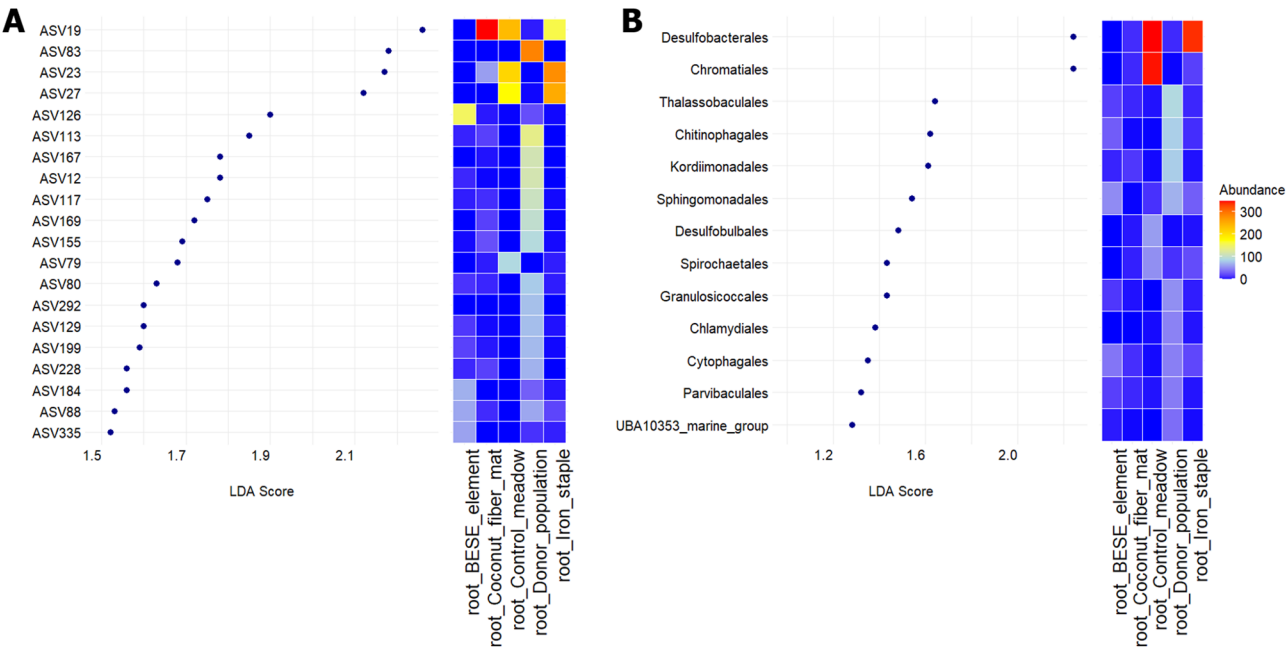 A
ASV19
ASV83
ASV23
ASV27
ASV126
ASV113
ASV167
ASV12
ASV117
ASV169
ASV155
ASV79
ASV80
ASV292
ASV129
ASV199
ASV228
ASV184
ASV88
ASV335
1.5 1.7 1.9 2.1
LDA Score
root_BESE_element
root_Coconut_fiber_mat
root_Control_meadow
root_Donor_population
root_Iron_staple
B
Desulfobacterales
Chromatiales
Thalassobaculales
Chitinophagales
Kordiimonadales
Sphingomonadales
Desulfobulbales
Spirochaetales
Granulosicoccales
Chlamydiales
Cytophagales
Parvibaculales
UBA10353_marine_group
1.2 1.6 2.0
LDA Score
root_BESE_element
root_Coconut_fiber_mat
root_Control_meadow
root_Donor_population
root_Iron_staple
Abundance
300
200
100
0